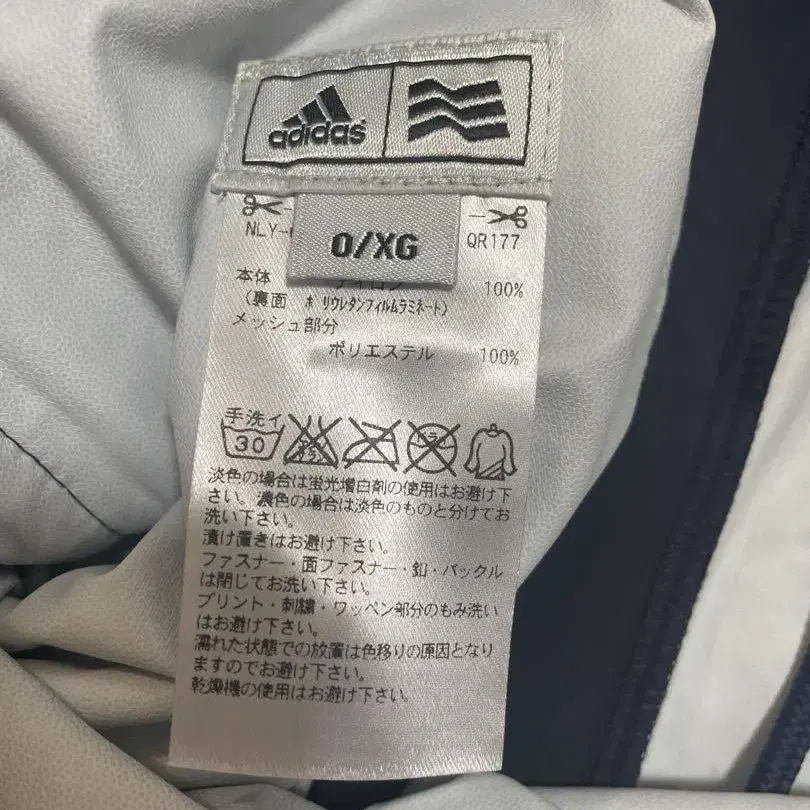 adidas
O/XG
NLY-
QR177
本体 100%
(裏面 ポリウレタンフィルムラミネート)
メッシュ部分
ポリエステル 100%
手洗イ
30
淡色の場合は蛍光増白剤の使用はお避け下
さい。濃色の場合は淡色のものと分けてお
洗い下さい。
漬け置きはお避け下さい。
ファスナー・面ファスナー・釦・バックル
は閉じてお洗い下さい。
プリント・刺繍・ワッペン部分のもみ洗い
はお避け下さい。
濡れた状態での放置は色移りの原因となり
ますのでお避け下さい。
乾燥機の使用はお避け下さい。